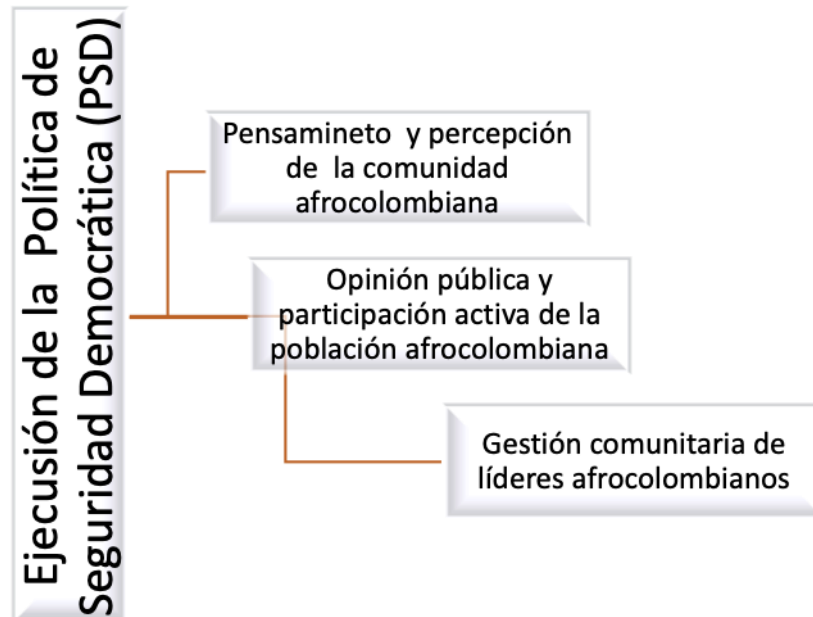 Ejecusión de la Política de
Seguridad Democrática (PSD)
Pensamineto y percepción
de la comunidad
afrocolombiana
Opinión pública y
participación activa de la
población afrocolombiana
Gestión comunitaria de
líderes afrocolombianos